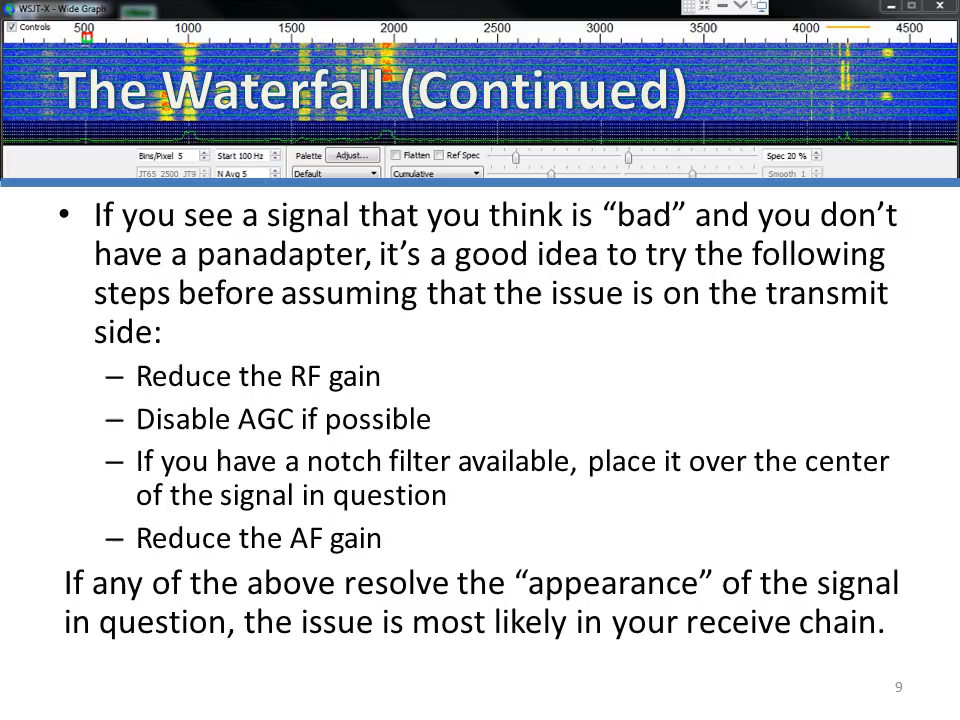 WSJT-X - Wide Graph
Controls
500 1000 1500 2000 2500 3000 3500 4000 4500
The Waterfall (Continued)
Bins/Pixel 5 Start 100 Hz Palette Adjust... Flatten Ref Spec Spec 20 %
JT65 2500 JT9 N Avg 5 Default Cumulative Smooth 1
• If you see a signal that you think is “bad” and you don’t
have a panadapter, it’s a good idea to try the following
steps before assuming that the issue is on the transmit
side:
– Reduce the RF gain
– Disable AGC if possible
– If you have a notch filter available, place it over the center
of the signal in question
– Reduce the AF gain
If any of the above resolve the “appearance” of the signal
in question, the issue is most likely in your receive chain.
9